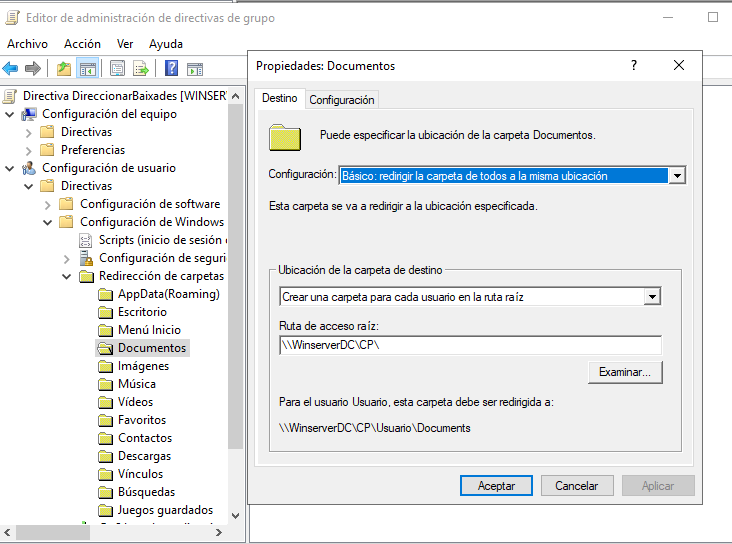 Editor de administración de directivas de grupo
Archivo Acción Ver Ayuda
Directiva DireccionarBaixades [WINSERV
Configuración del equipo
Directivas
Preferencias
Configuración de usuario
Directivas
Configuración de software
Configuración de Windows
Scripts (inicio de sesión
Configuración de seguri
Redirección de carpetas
AppData(Roaming)
Escritorio
Menú Inicio
Documentos
Imágenes
Música
Vídeos
Favoritos
Contactos
Descargas
Vínculos
Búsquedas
Juegos guardados
Propiedades: Documentos
?
Destino Configuración
Puede especificar la ubicación de la carpeta Documentos.
Configuración: Básico: redirigir la carpeta de todos a la misma ubicación
Esta carpeta se va a redirigir a la ubicación especificada.
Ubicación de la carpeta de destino
Crear una carpeta para cada usuario en la ruta raíz
Ruta de acceso raíz:
\\WinserverDC\CP\
Examinar...
Para el usuario Usuario, esta carpeta debe ser redirigida a:
\\WinserverDC\CP\Usuario\Documents
Aceptar Cancelar Aplicar